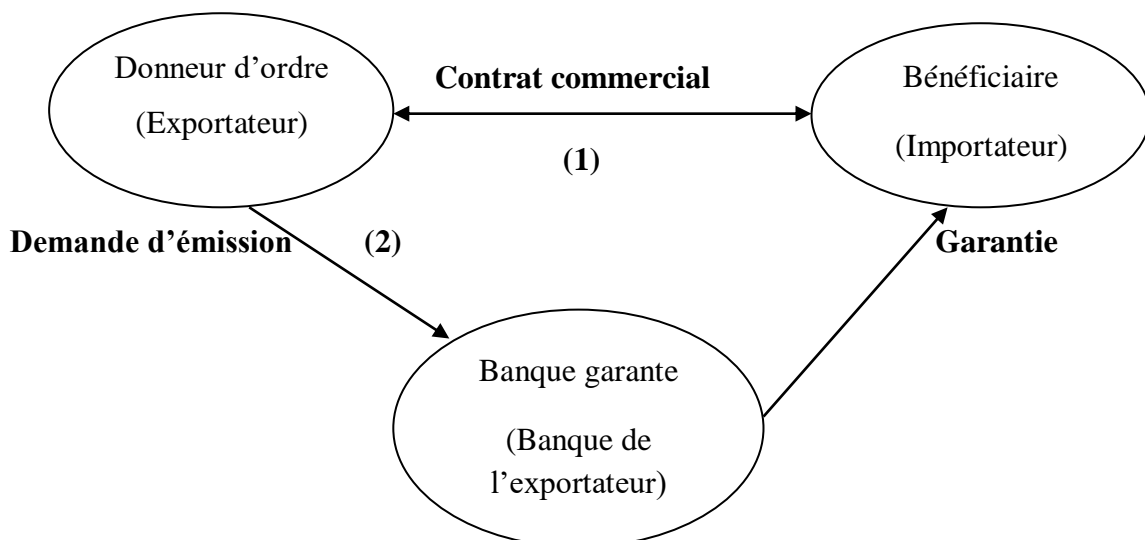 Donneur d'ordre
(Exportateur)
Contrat commercial
(1)
Bénéficiaire
(Importateur)
Demande d'émission
(2)
Garantie
Banque garante
(Banque de
l'exportateur)